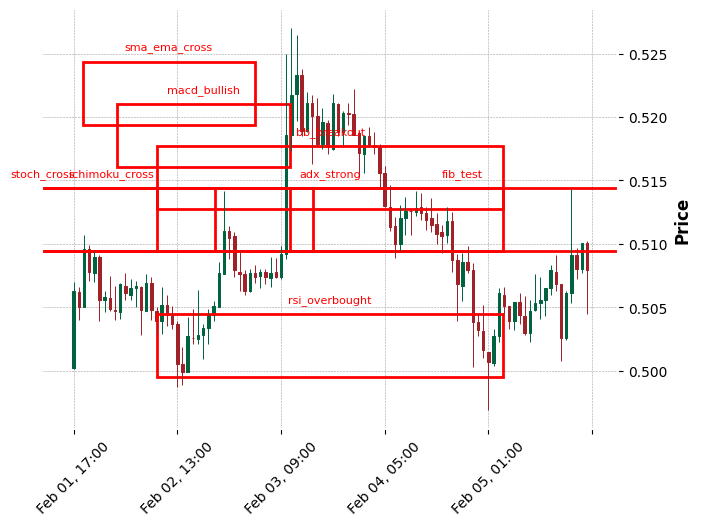 sma_ema_cross
macd_bullish
bb_breakout
stoch_cross
ichimoku_cross
adx_strong
fib_test
rsi_overbought
0.525
0.520
0.515
0.510
0.505
0.500
Price
Feb 01, 17:00
Feb 02, 13:00
Feb 03, 09:00
Feb 04, 05:00
Feb 05, 01:00